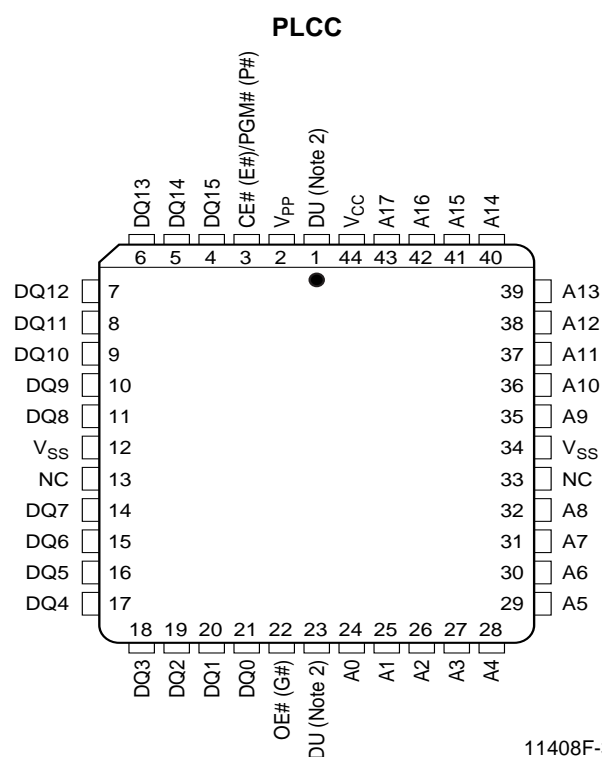 PLCC
DQ13
DQ14
DQ15
CE# (E#)/PGM# (P#)
VPP
DU (Note 2)
VCC
A17
A16
A15
A14
6 5 4 3 2 1 44 43 42 41 40
DQ12 7 39 A13
DQ11 8 38 A12
DQ10 9 37 A11
DQ9 10 36 A10
DQ8 11 35 A9
VSS 12 34 VSS
NC 13 33 NC
DQ7 14 32 A8
DQ6 15 31 A7
DQ5 16 30 A6
DQ4 17 29 A5
18 19 20 21 22 23 24 25 26 27 28
DQ3
DQ2
DQ1
DQ0
OE# (G#)
DU (Note 2)
A0
A1
A2
A3
A4
11408F-